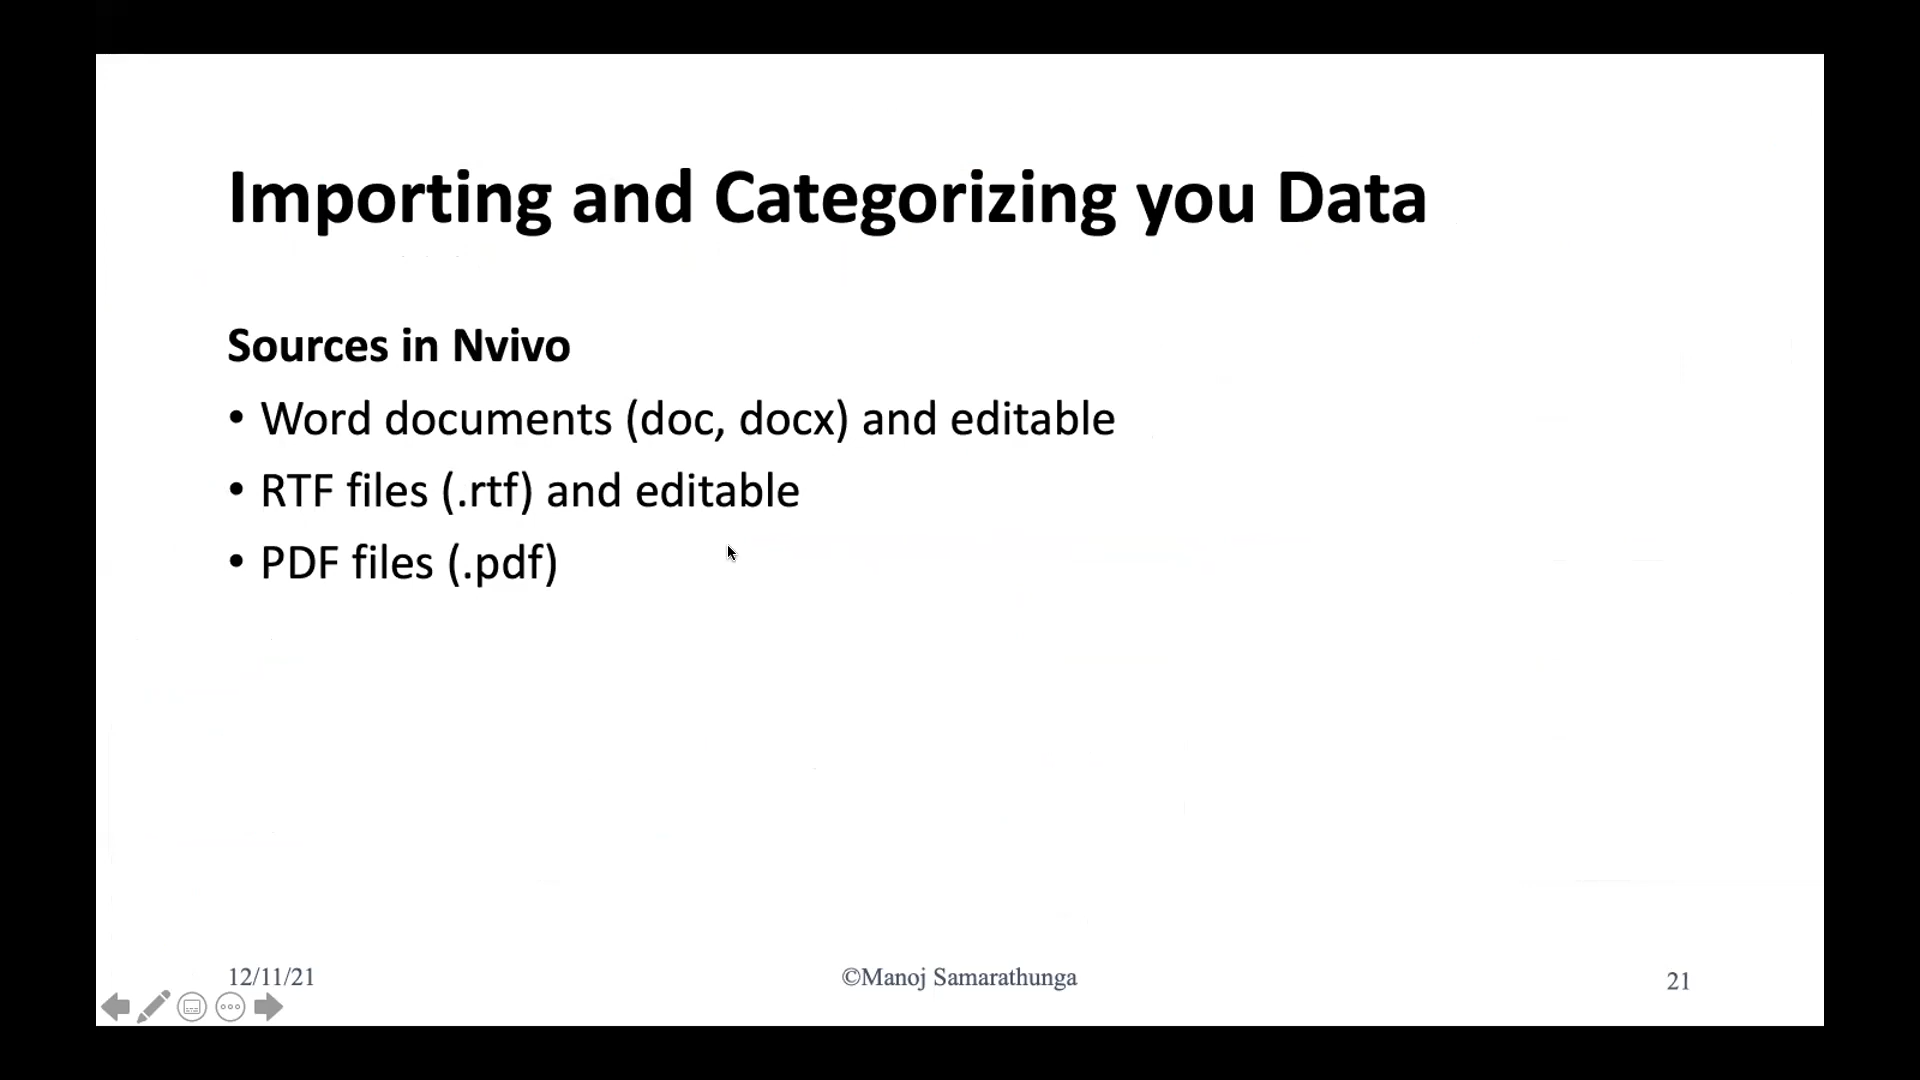 Importing and Categorizing you Data
Sources in Nvivo
• Word documents (doc, docx) and editable
• RTF files (.rtf) and editable
• PDF files (.pdf)
12/11/21
©Manoj Samarathunga
21